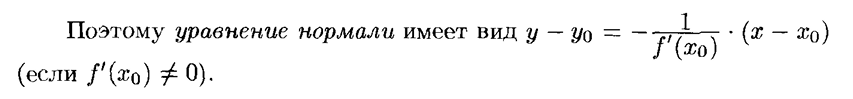 Поэтому уравнение нормали имеет вид y − y₀ = −1/f′(x₀) · (x − x₀)
(если f′(x₀) ≠ 0).